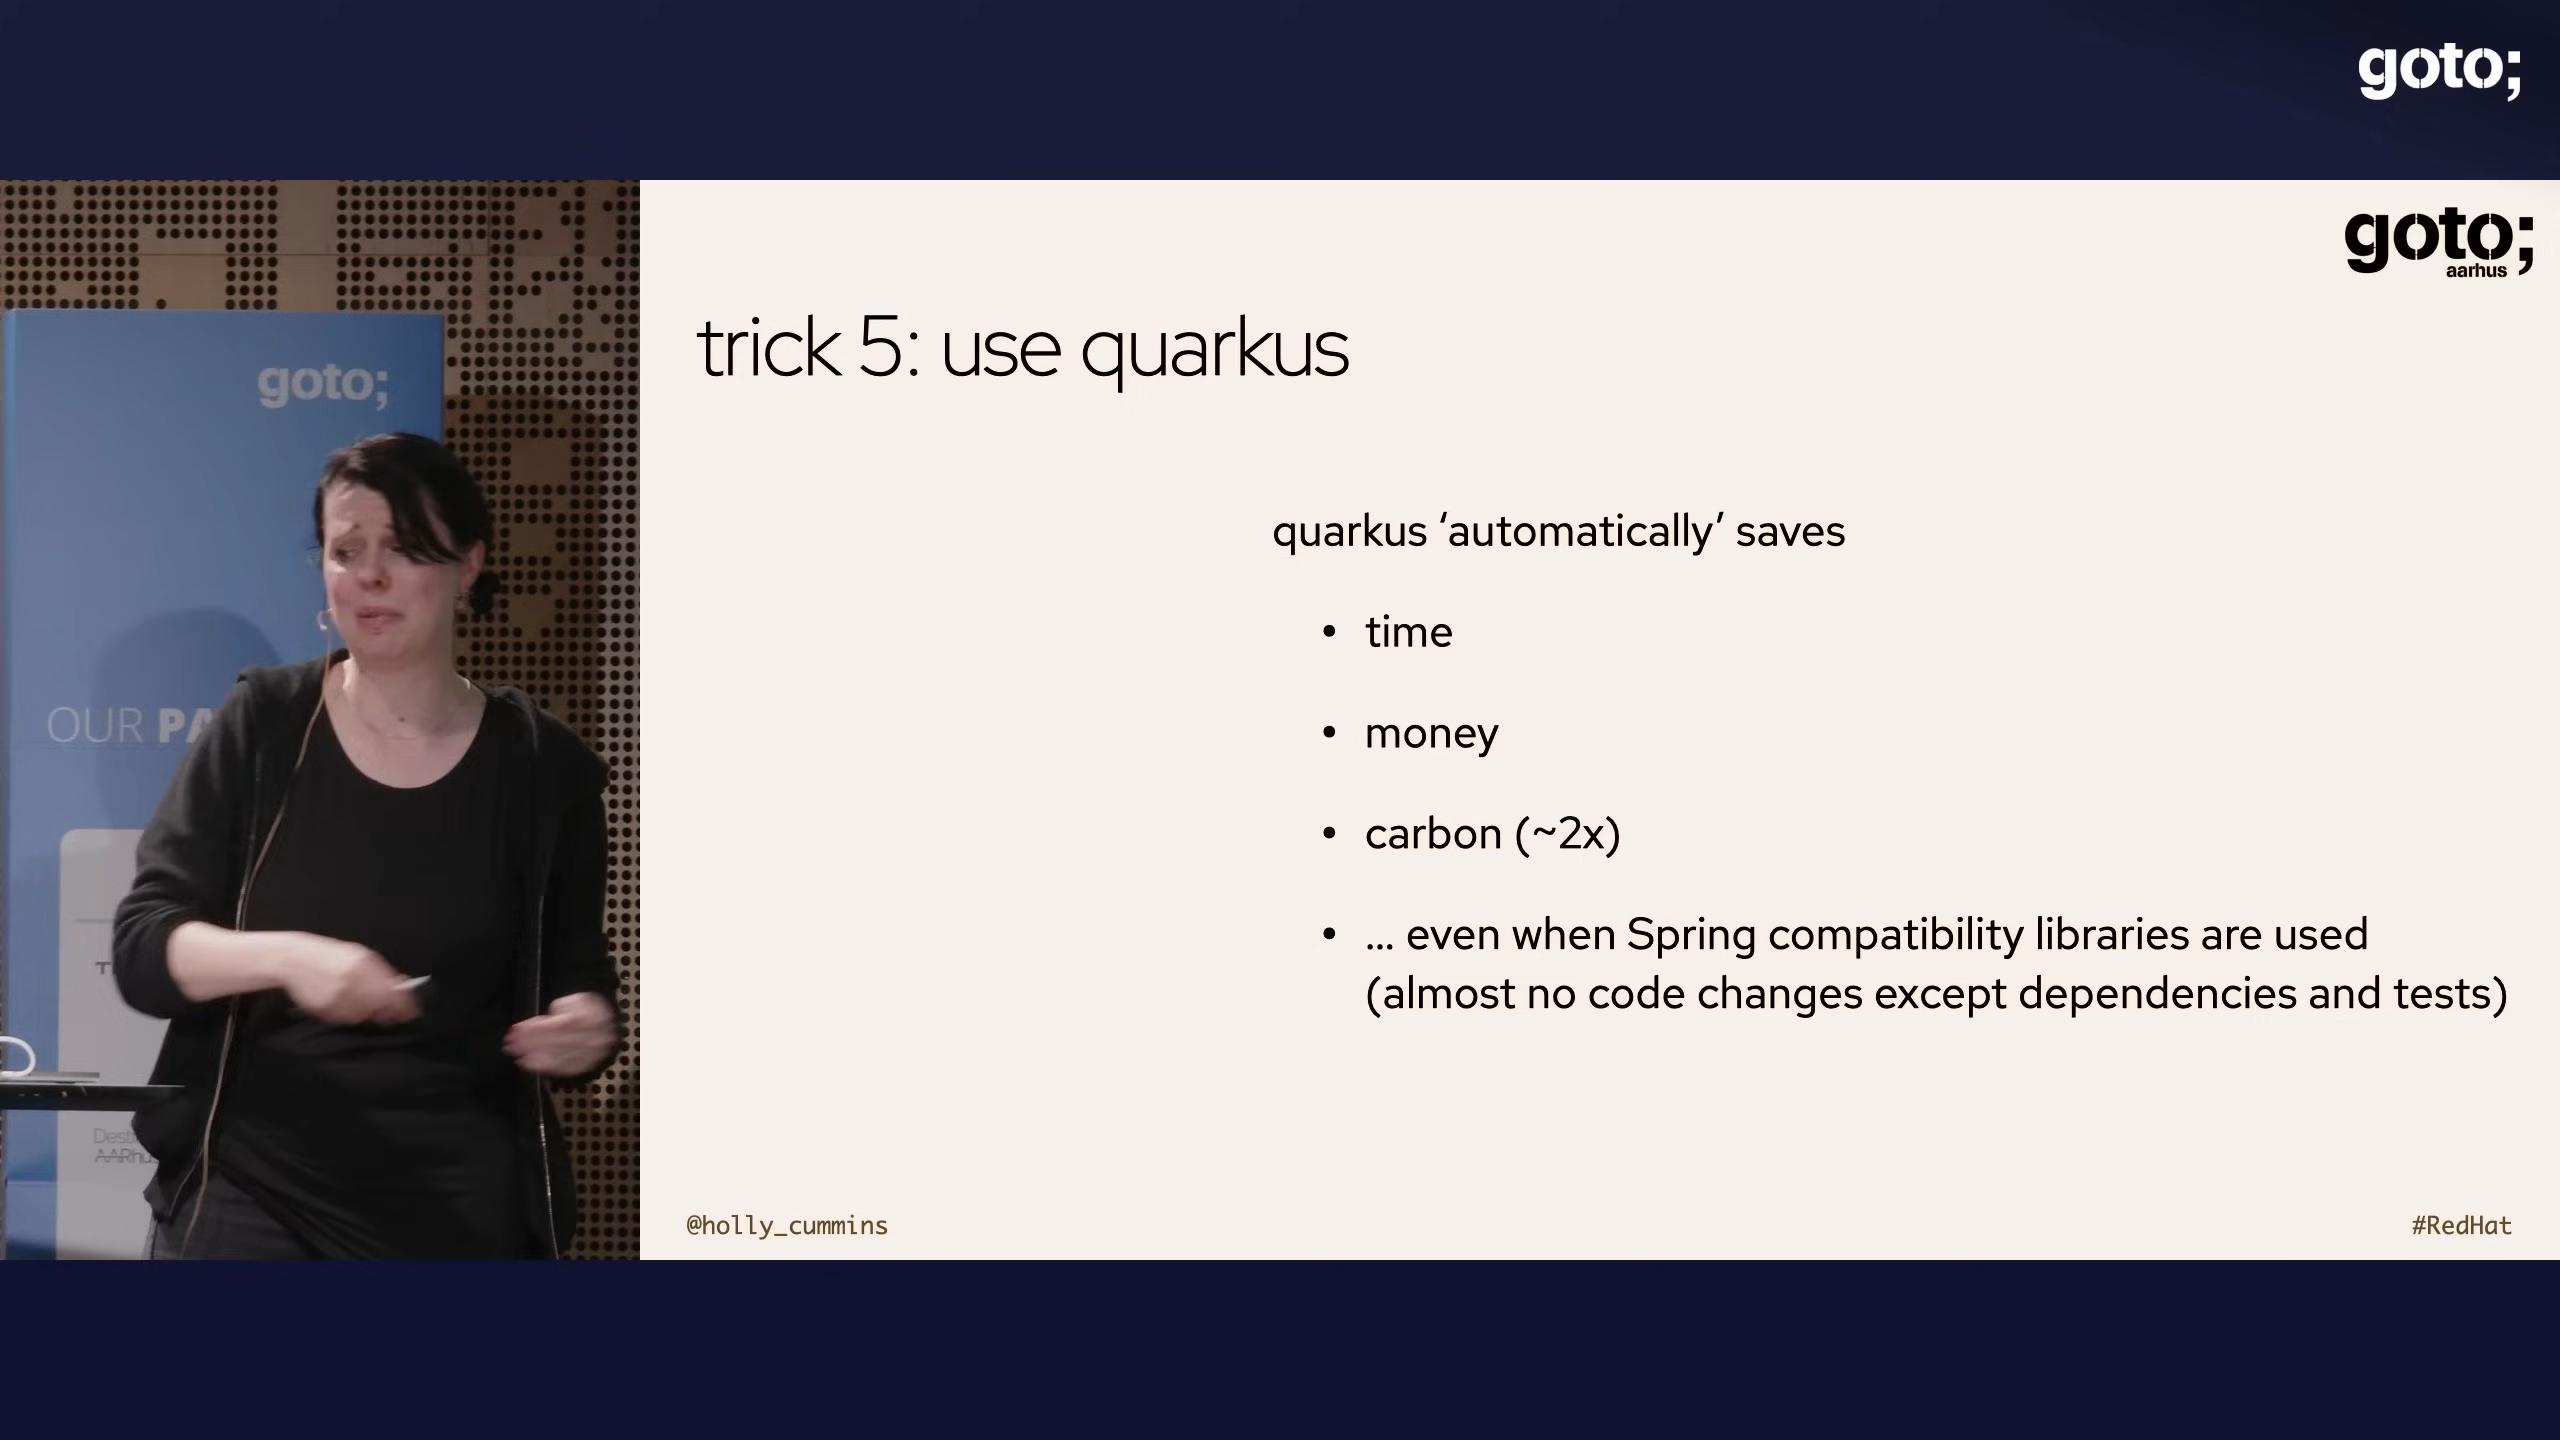 goto;
goto;
aarhus
trick 5: use quarkus
quarkus ‘automatically’ saves
• time
• money
• carbon (~2x)
• ... even when Spring compatibility libraries are used
(almost no code changes except dependencies and tests)
@holly_cummins
#RedHat
goto;
OUR